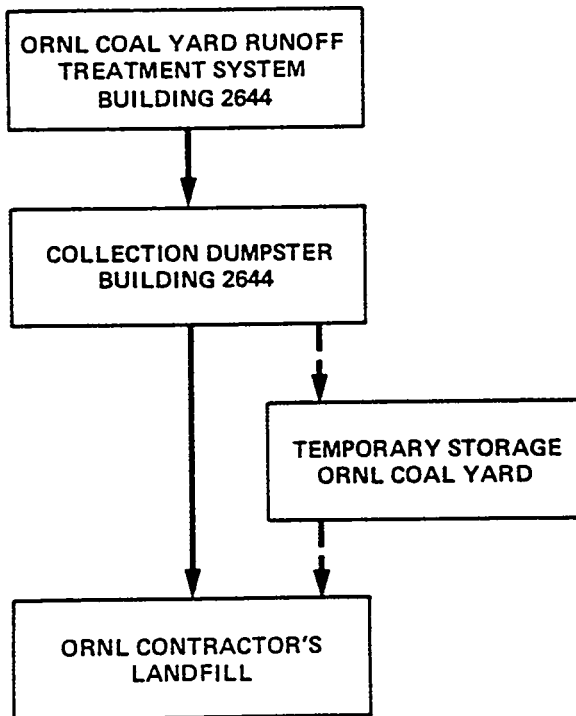 ORNL COAL YARD RUNOFF
TREATMENT SYSTEM
BUILDING 2644
COLLECTION DUMPSTER
BUILDING 2644
TEMPORARY STORAGE
ORNL COAL YARD
ORNL CONTRACTOR'S
LANDFILL